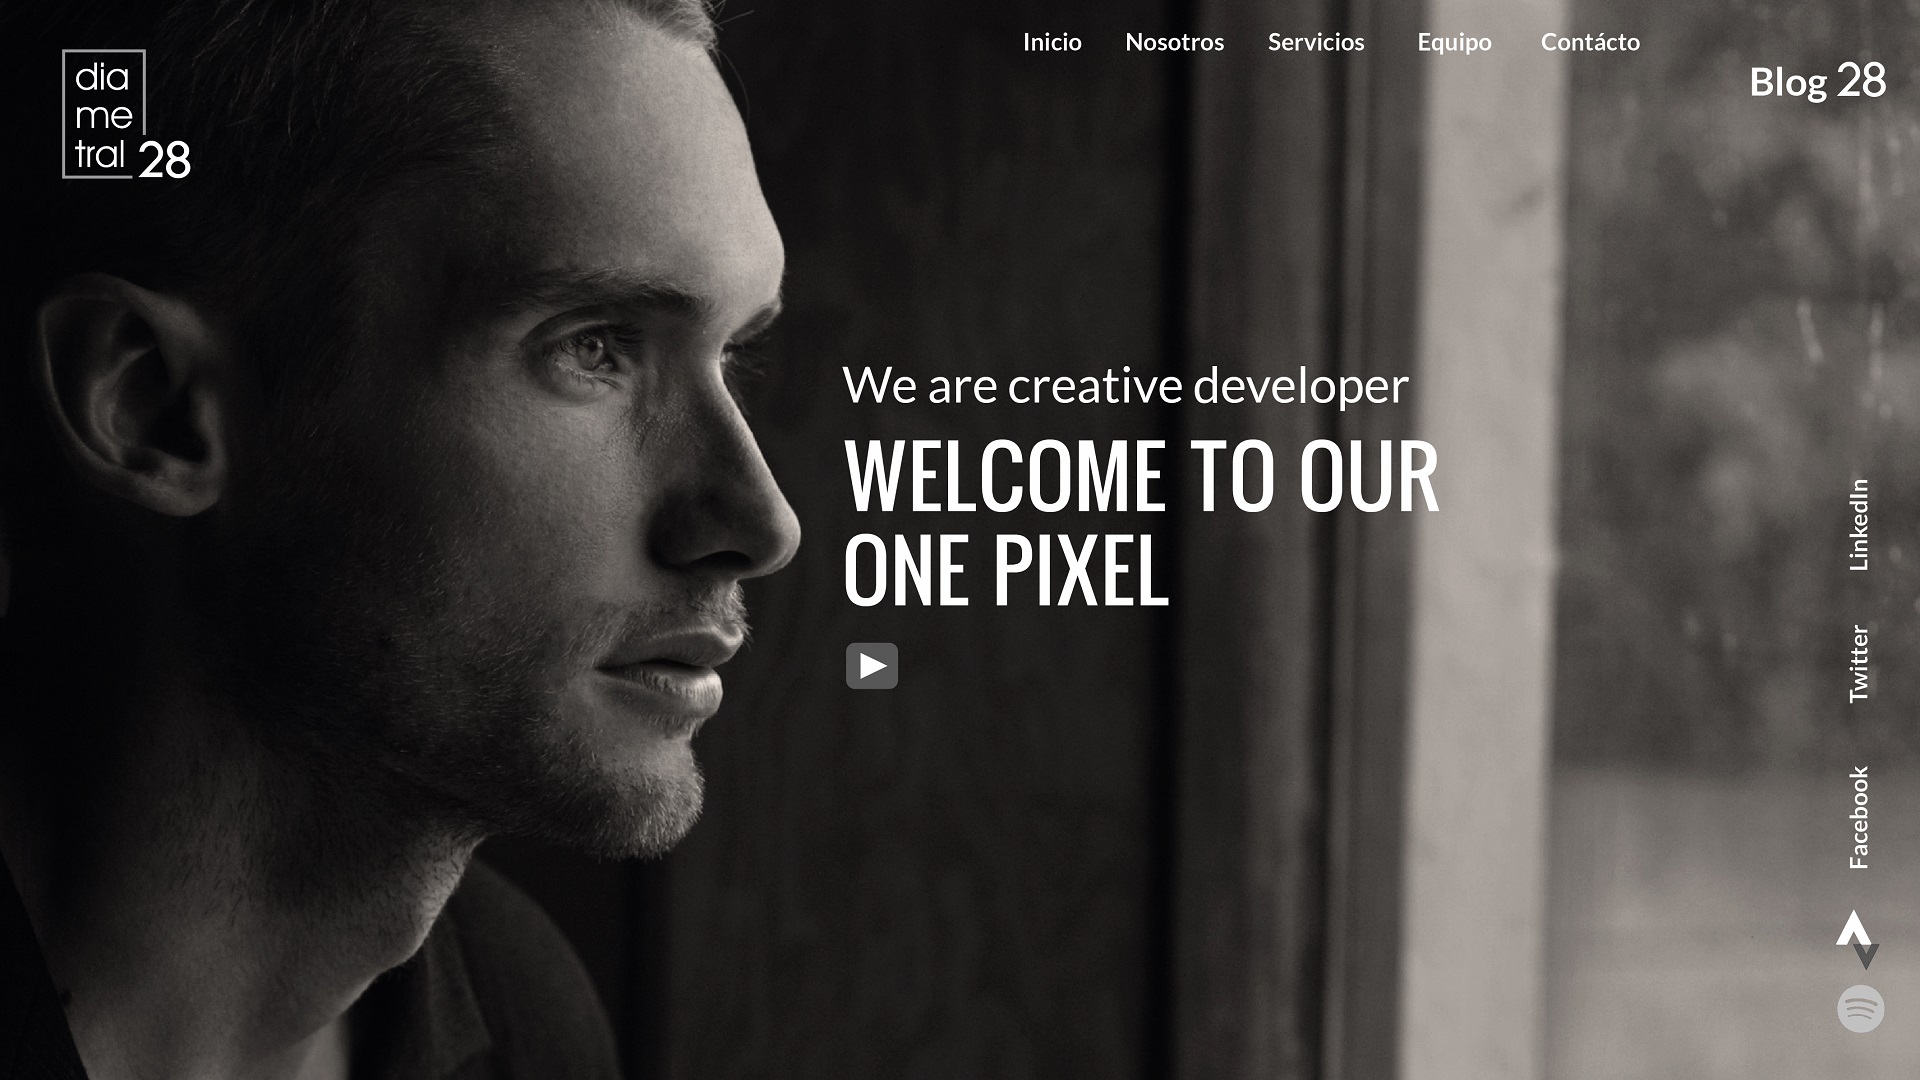 dia
me
tral 28
Inicio Nosotros Servicios Equipo Contácto
Blog 28
We are creative developer
WELCOME TO OUR
ONE PIXEL
LinkedIn
Twitter
Facebook